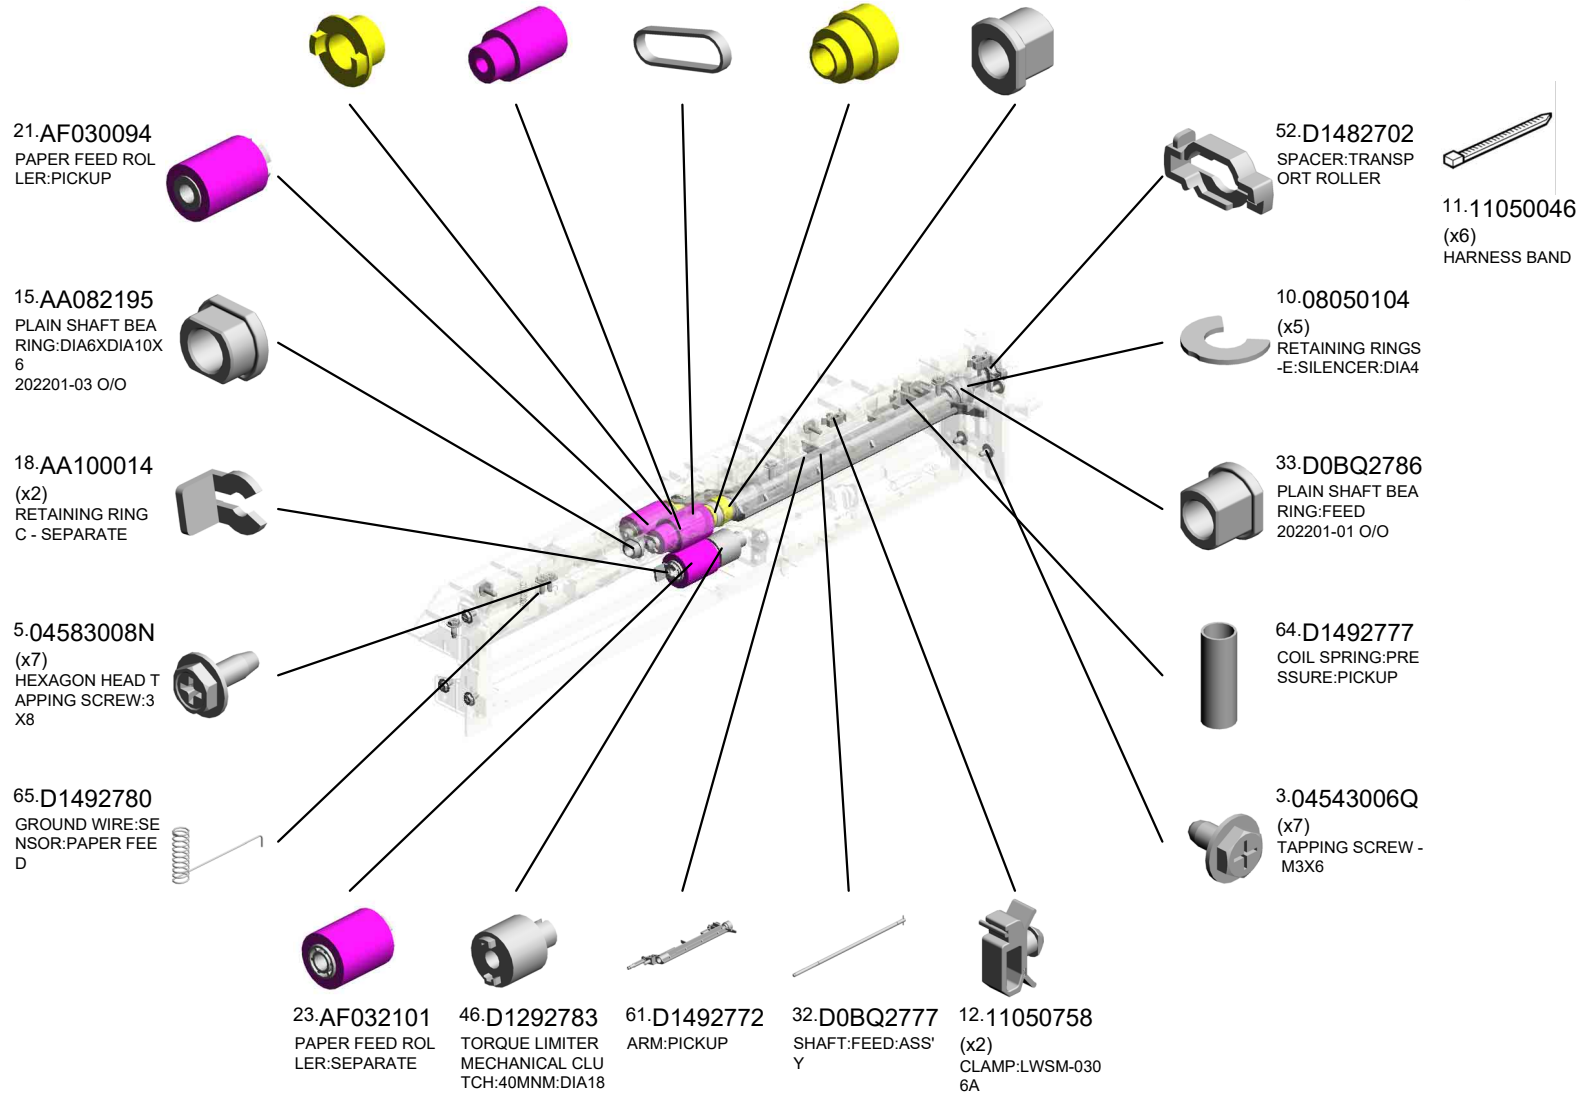 21.AF030094
PAPER FEED ROL
LER:PICKUP
15.AA082195
PLAIN SHAFT BEA
RING:DIA6XDIA10X
6
202201-03 O/O
18.AA100014
(x2)
RETAINING RING
C - SEPARATE
5.04583008N
(x7)
HEXAGON HEAD T
APPING SCREW:3
X8
65.D1492780
GROUND WIRE:SE
NSOR:PAPER FEE
D
52.D1482702
SPACER:TRANSP
ORT ROLLER
11.11050046
(x6)
HARNESS BAND
10.08050104
(x5)
RETAINING RINGS
-E:SILENCER:DIA4
33.D0BQ2786
PLAIN SHAFT BEA
RING:FEED
202201-01 O/O
64.D1492777
COIL SPRING:PRE
SSURE:PICKUP
3.04543006Q
(x7)
TAPPING SCREW -
M3X6
23.AF032101
PAPER FEED ROL
LER:SEPARATE
46.D1292783
TORQUE LIMITER
MECHANICAL CLU
TCH:40MNM:DIA18
61.D1492772
ARM:PICKUP
32.D0BQ2777
SHAFT:FEED:ASS'
Y
12.11050758
(x2)
CLAMP:LWSM-030
6A